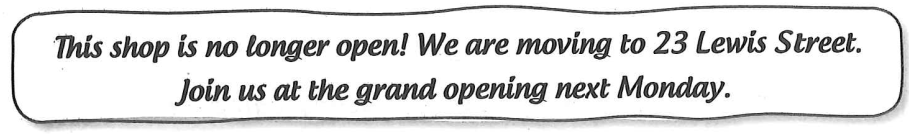 This shop is no longer open! We are moving to 23 Lewis Street.
Join us at the grand opening next Monday.